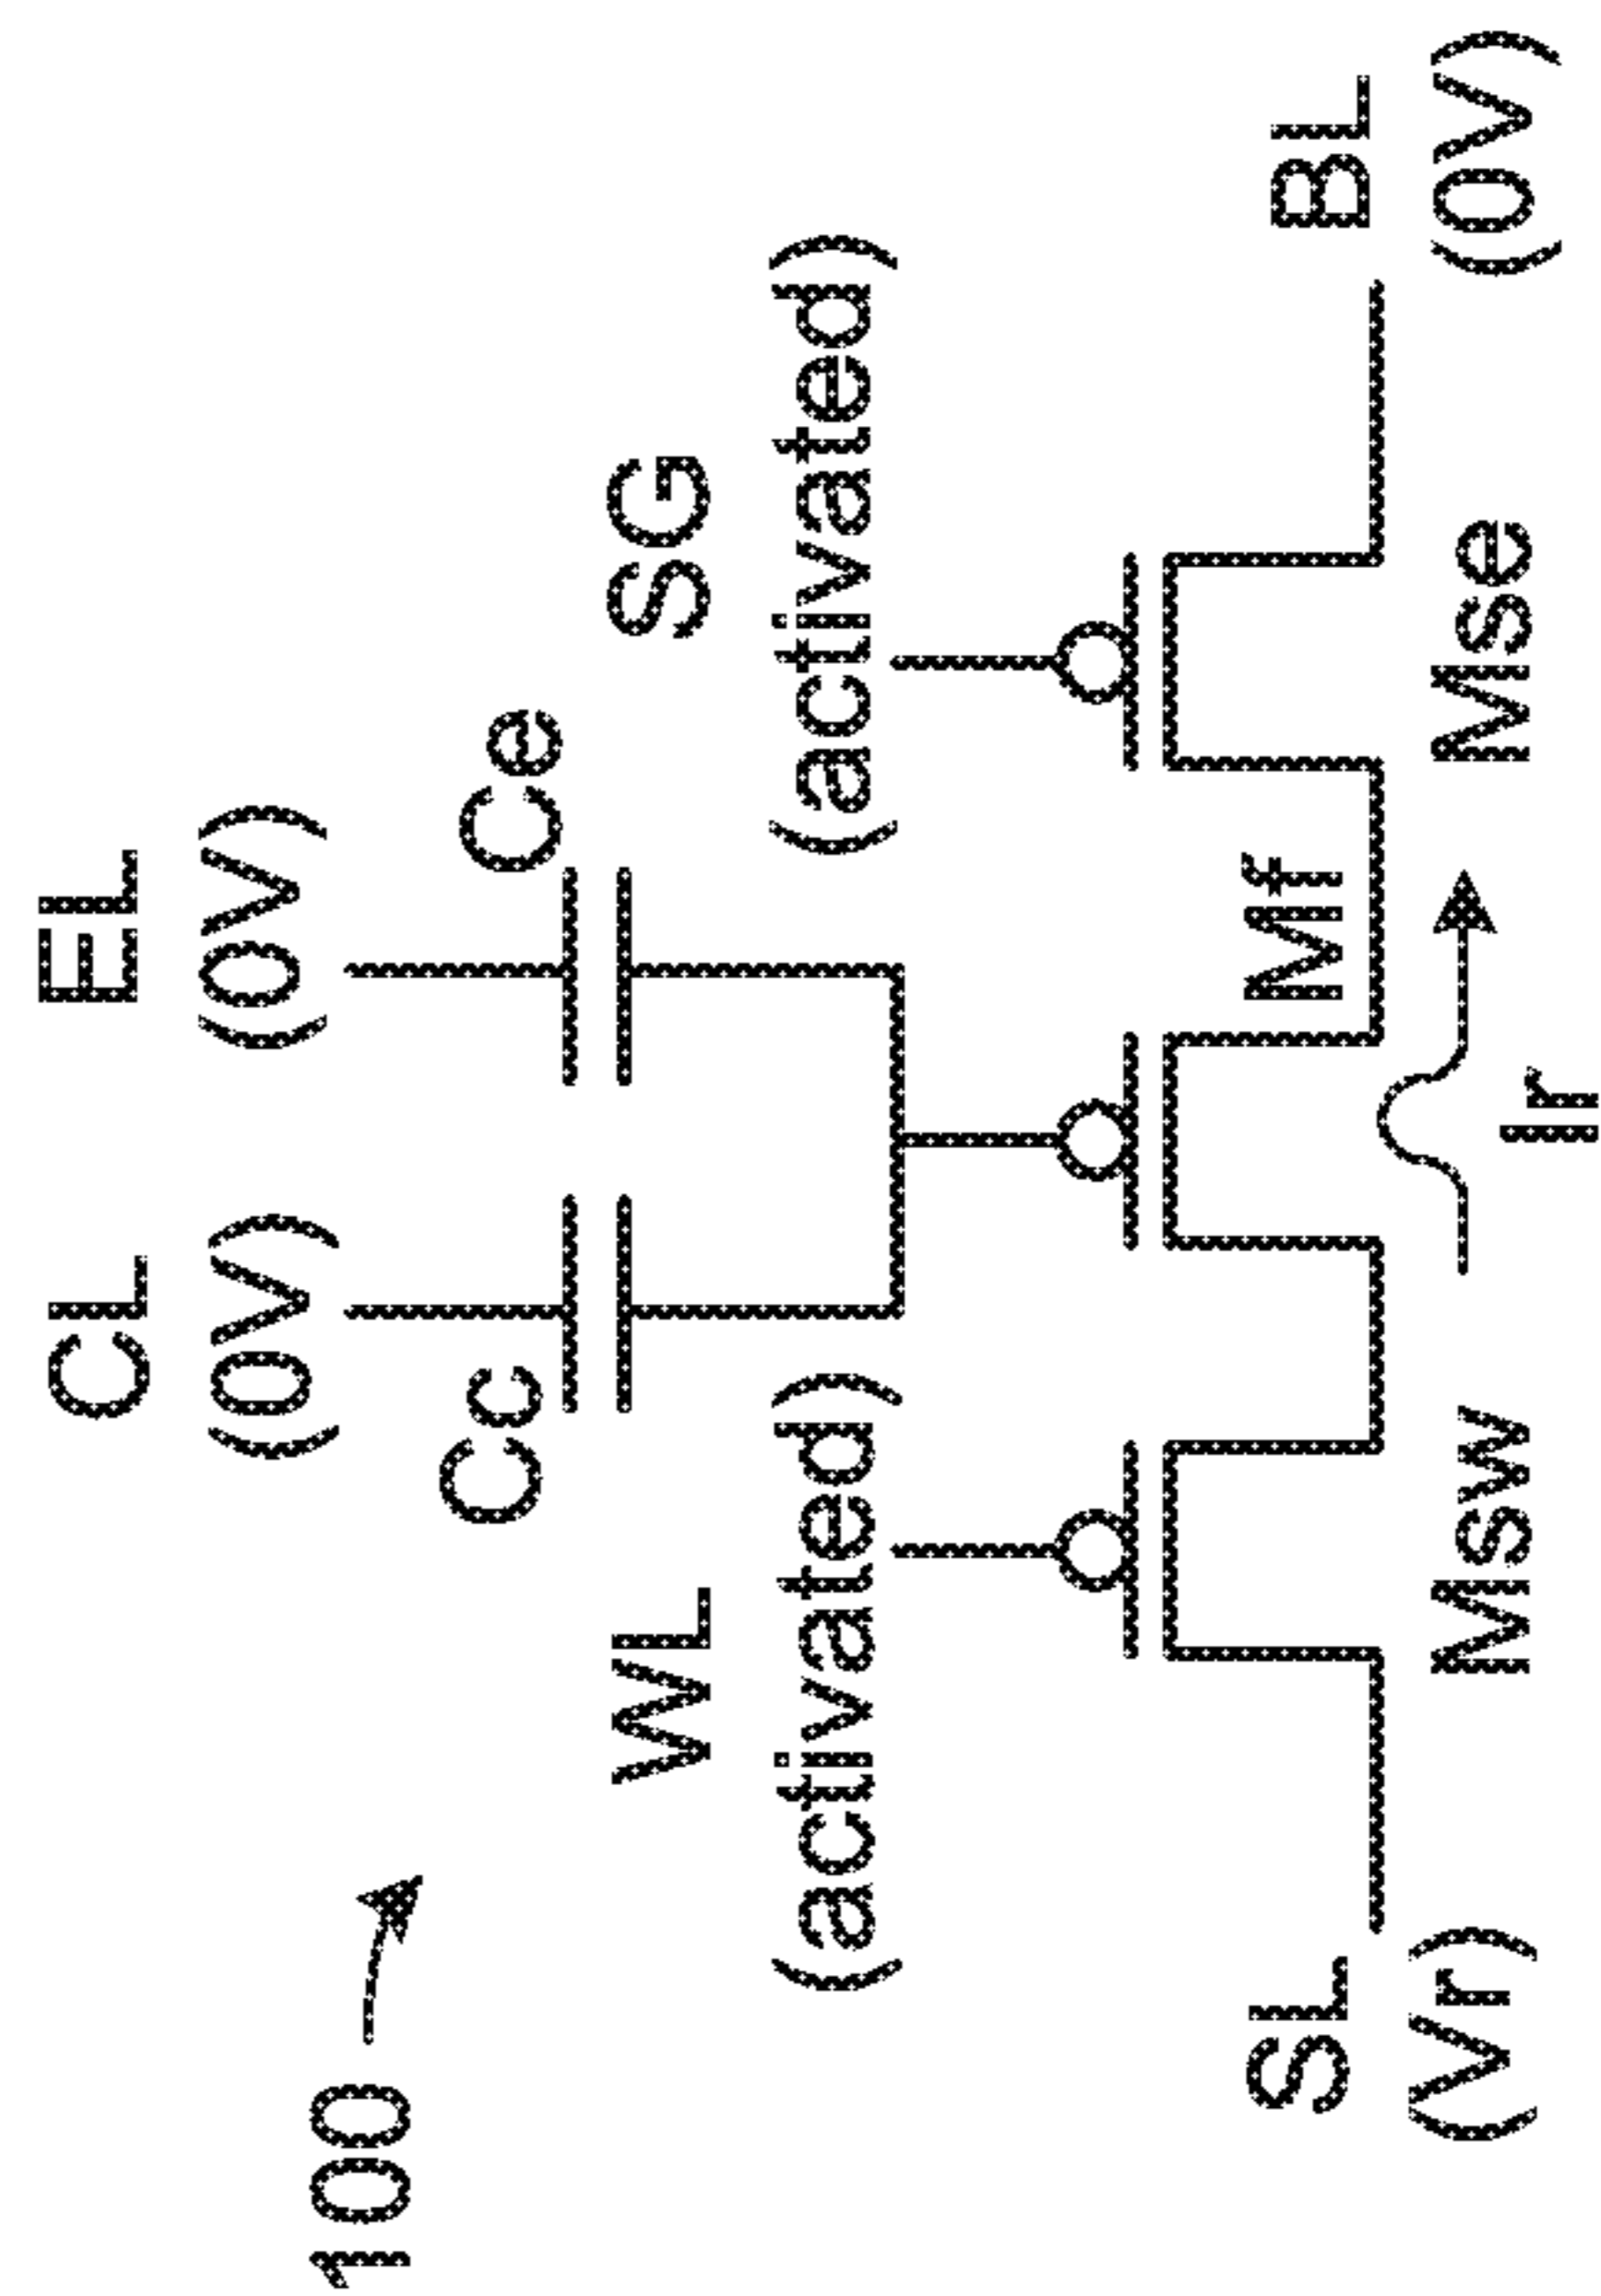 100
CL
(0V)
EL
(0V)
Cc
Ce
WL
(activated)
SG
(activated)
SL
(Vr)
Msw
Mf
Mse
BL
(0V)
Ir